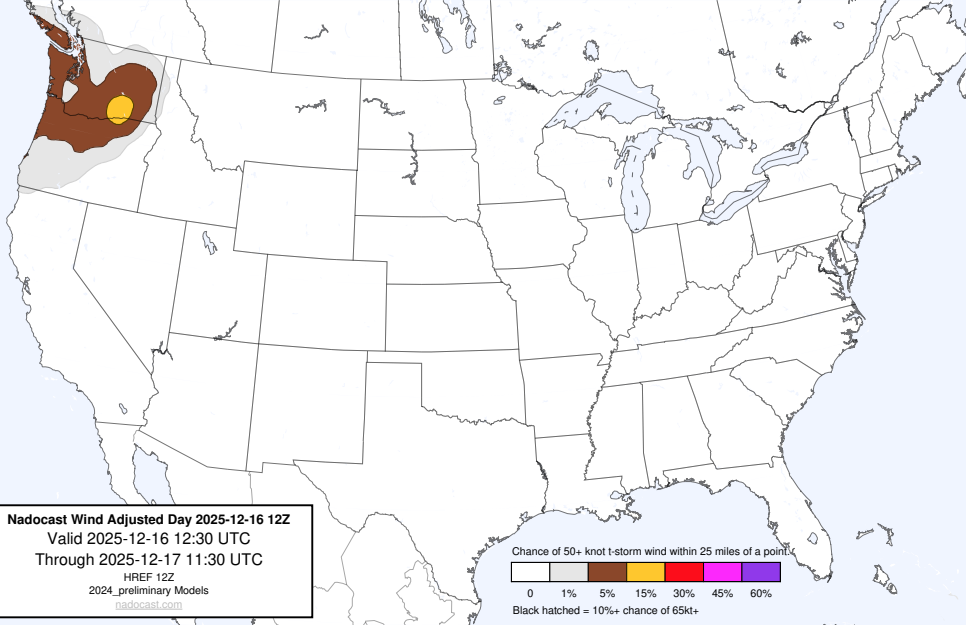 Nadocast Wind Adjusted Day 2025-12-16 12Z
Valid 2025-12-16 12:30 UTC
Through 2025-12-17 11:30 UTC
HREF 12Z
2024_preliminary Models
nadocast.com
Chance of 50+ knot t-storm wind within 25 miles of a point.
0 1% 5% 15% 30% 45% 60%
Black hatched = 10%+ chance of 65kt+